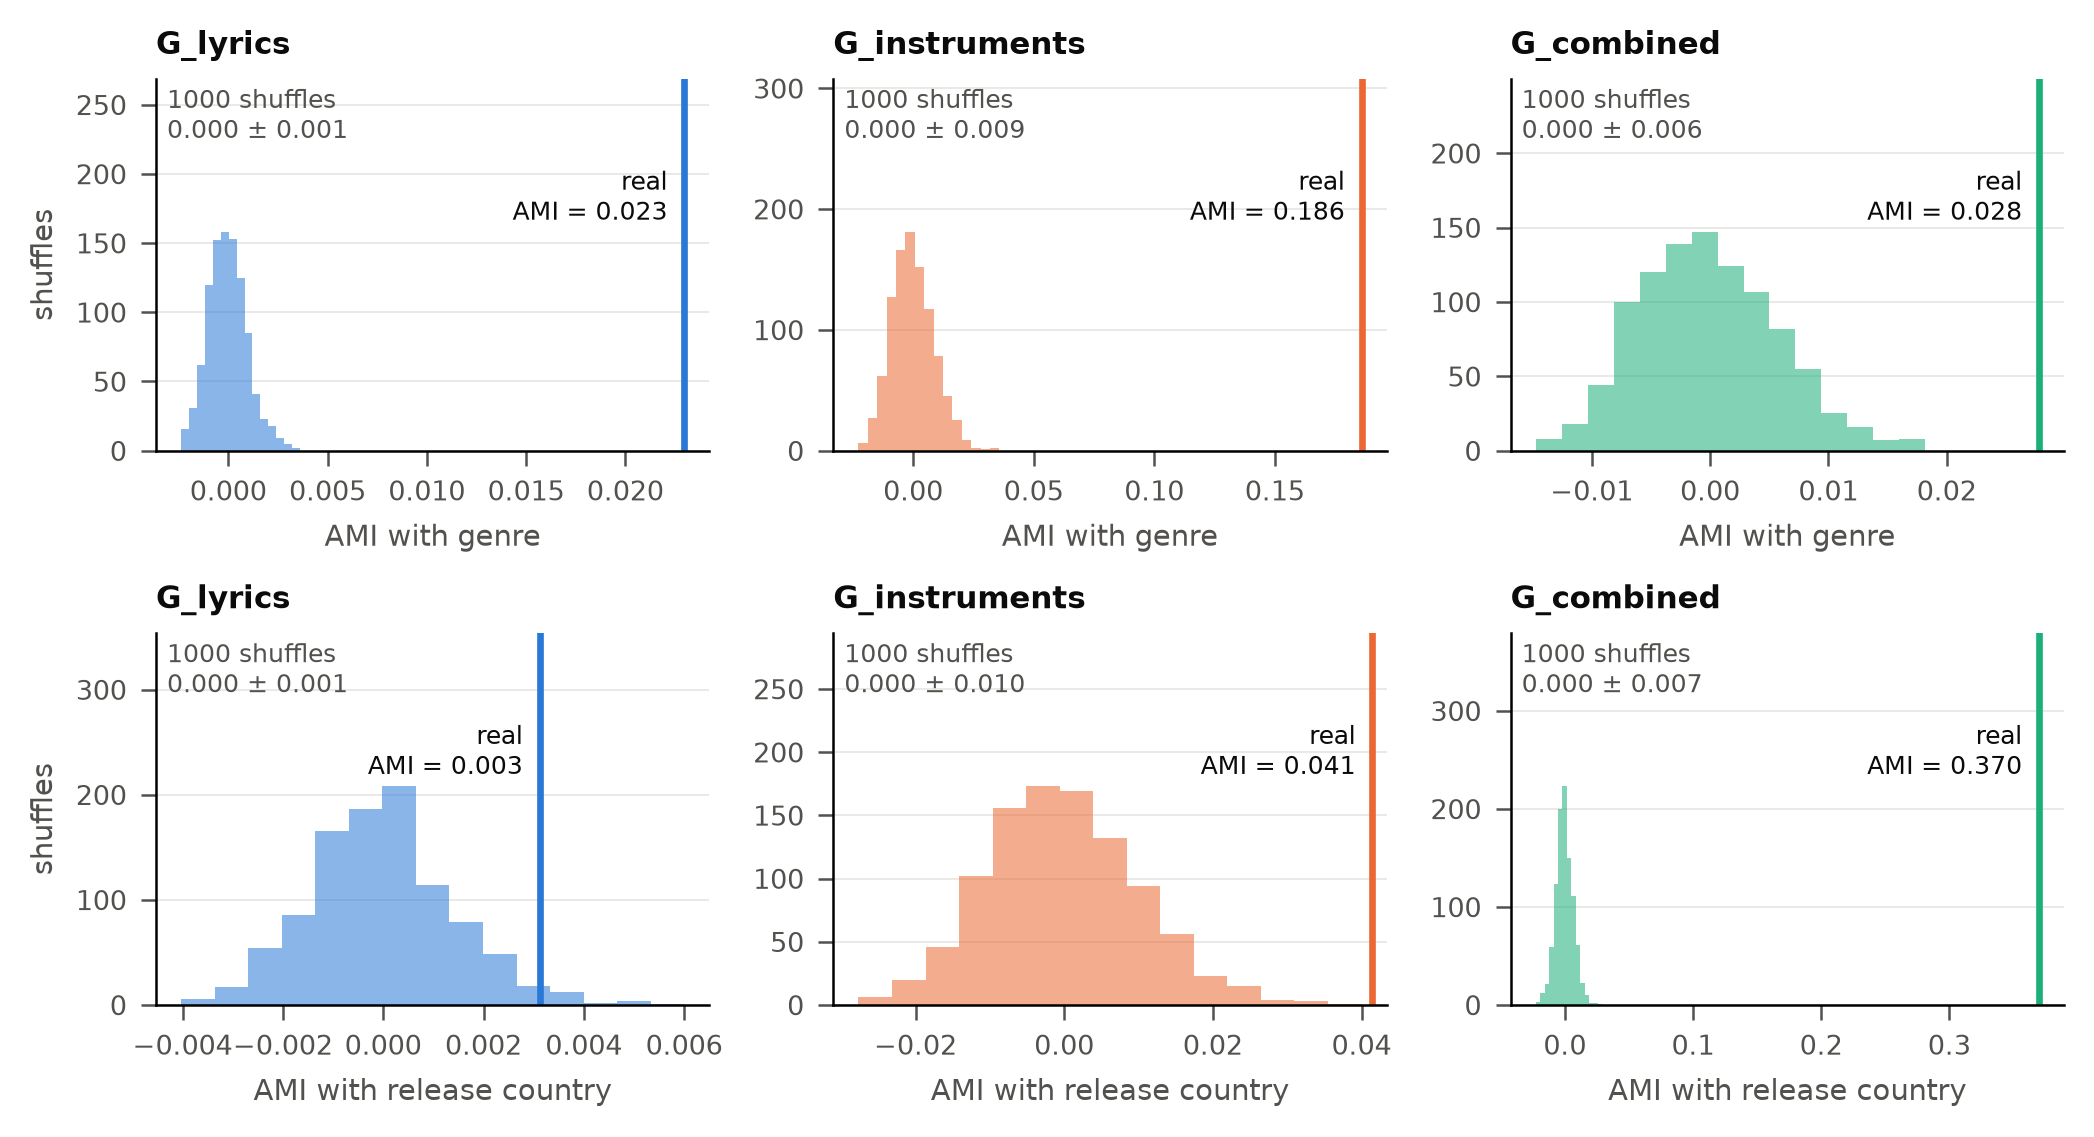 G_lyrics
1000 shuffles
0.000 ± 0.001
real
AMI = 0.023
250
200
150
100
50
0
shuffles
0.000 0.005 0.010 0.015 0.020
AMI with genre
G_instruments
1000 shuffles
0.000 ± 0.009
real
AMI = 0.186
300
200
100
0
0.00 0.05 0.10 0.15
AMI with genre
G_combined
1000 shuffles
0.000 ± 0.006
real
AMI = 0.028
200
150
100
50
0
−0.01 0.00 0.01 0.02
AMI with genre
G_lyrics
1000 shuffles
0.000 ± 0.001
real
AMI = 0.003
300
200
100
0
shuffles
−0.004 −0.002 0.000 0.002 0.004 0.006
AMI with release country
G_instruments
1000 shuffles
0.000 ± 0.010
real
AMI = 0.041
250
200
150
100
50
0
−0.02 0.00 0.02 0.04
AMI with release country
G_combined
1000 shuffles
0.000 ± 0.007
real
AMI = 0.370
300
200
100
0
0.0 0.1 0.2 0.3
AMI with release country